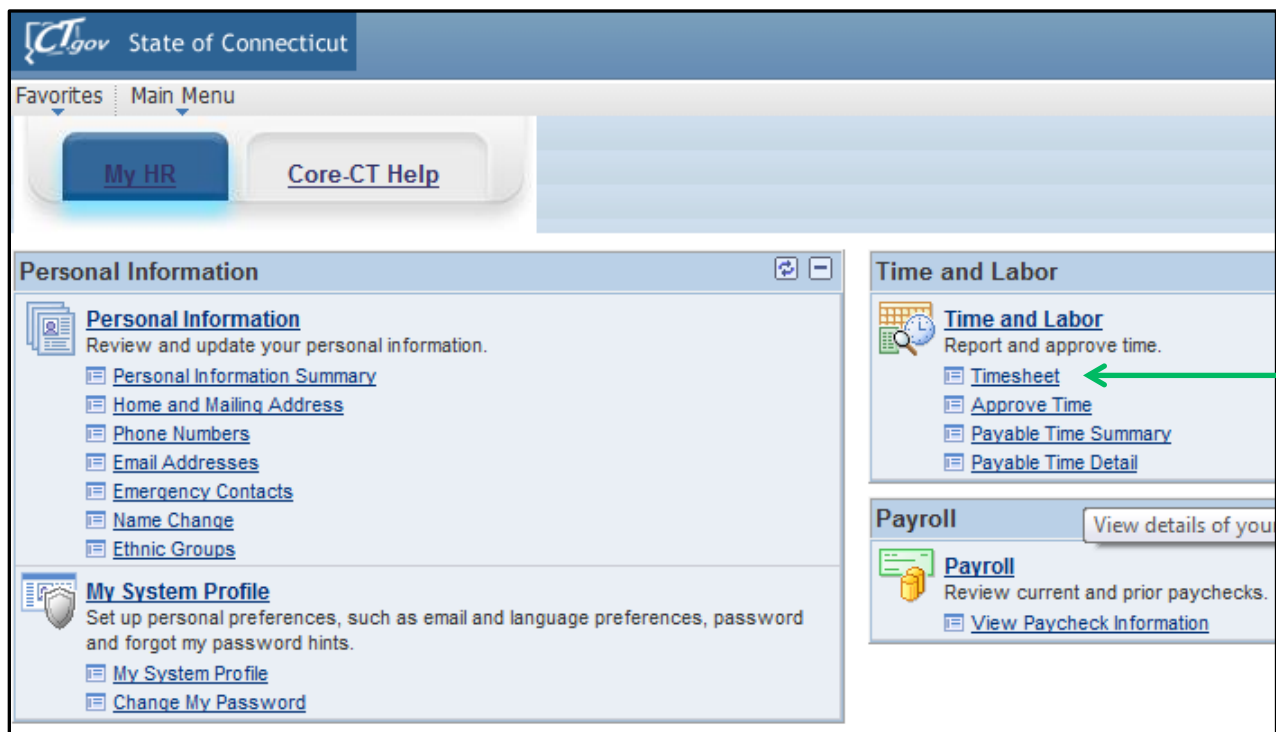 CT.gov State of Connecticut
Favorites Main Menu
My HR Core-CT Help
Personal Information
Personal Information
Review and update your personal information.
Personal Information Summary
Home and Mailing Address
Phone Numbers
Email Addresses
Emergency Contacts
Name Change
Ethnic Groups
My System Profile
Set up personal preferences, such as email and language preferences, password
and forgot my password hints.
My System Profile
Change My Password
Time and Labor
Time and Labor
Report and approve time.
Timesheet
Approve Time
Payable Time Summary
Payable Time Detail
Payroll
View details of your
Payroll
Review current and prior paychecks.
View Paycheck Information